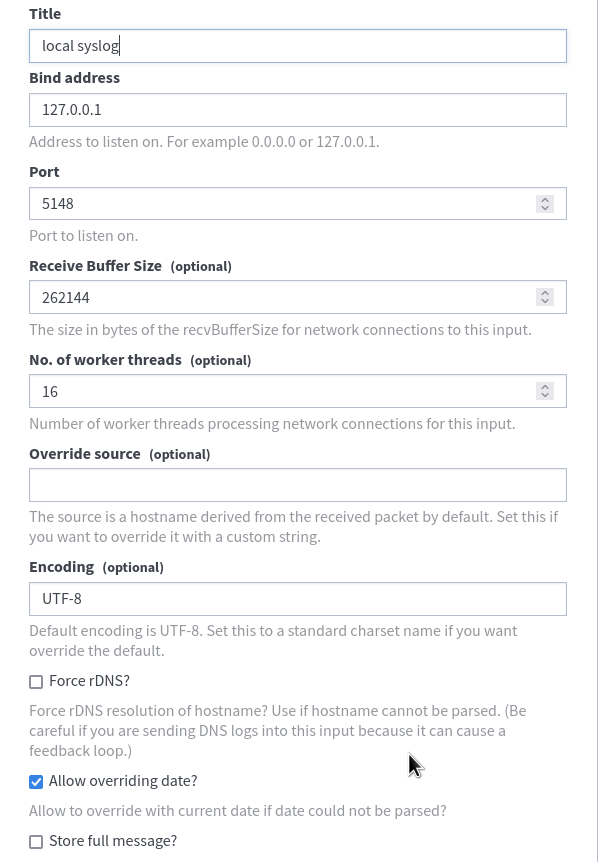 Title
local syslog
Bind address
127.0.0.1
Address to listen on. For example 0.0.0.0 or 127.0.0.1.
Port
5148
Port to listen on.
Receive Buffer Size (optional)
262144
The size in bytes of the recvBufferSize for network connections to this input.
No. of worker threads (optional)
16
Number of worker threads processing network connections for this input.
Override source (optional)
The source is a hostname derived from the received packet by default. Set this if
you want to override it with a custom string.
Encoding (optional)
UTF-8
Default encoding is UTF-8. Set this to a standard charset name if you want
override the default.
Force rDNS?
Force rDNS resolution of hostname? Use if hostname cannot be parsed. (Be
careful if you are sending DNS logs into this input because it can cause a
feedback loop.)
Allow overriding date?
Allow to override with current date if date could not be parsed?
Store full message?